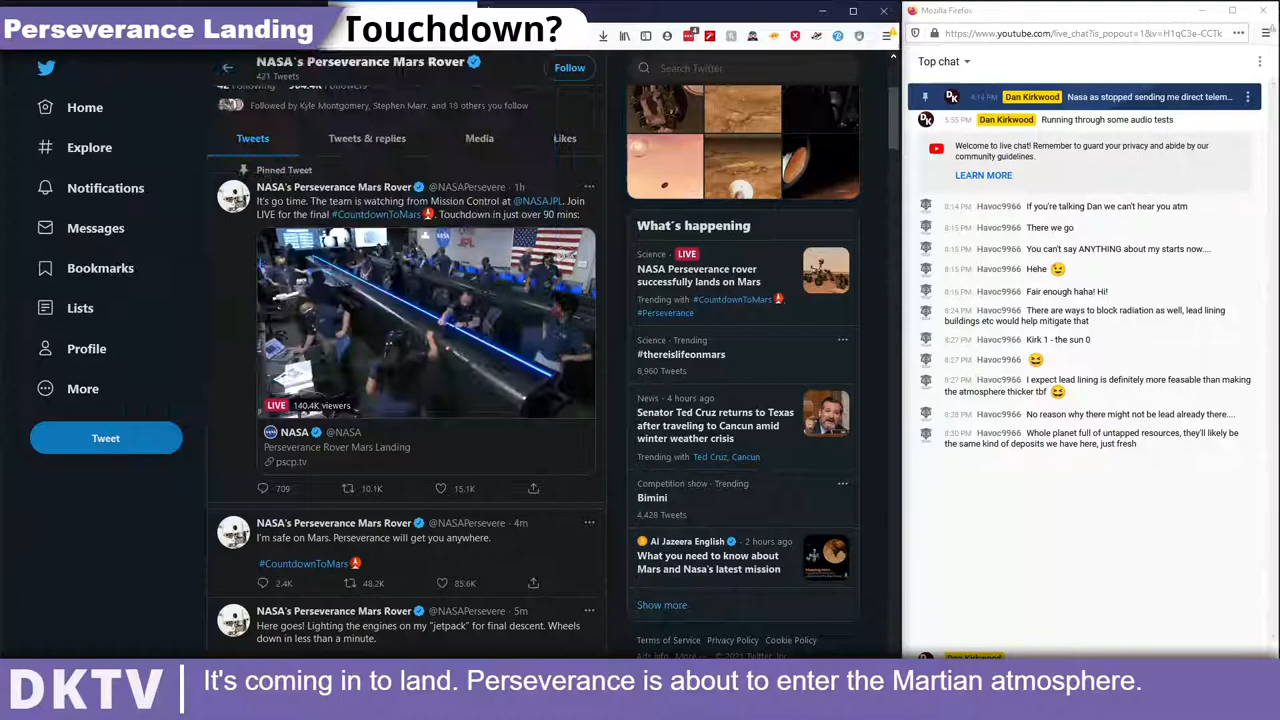 Perseverance Landing
Touchdown?
NASA's Perseverance Mars Rover
421 Tweets
Follow
Followed by Kyle Montgomery, Stephen Marr, and 18 others you follow
Tweets
Tweets & replies
Media
Likes
Home
Explore
Notifications
Messages
Bookmarks
Lists
Profile
More
Tweet
Pinned Tweet
NASA's Perseverance Mars Rover @NASAPersevere · 1h
It's go time. The team is watching from Mission Control at @NASAJPL. Join
LIVE for the final #CountdownToMars. Touchdown in just over 90 mins:
JPL
LIVE 140.4K viewers
NASA @NASA
Perseverance Rover Mars Landing
pscp.tv
709 10.1K 15.1K
NASA's Perseverance Mars Rover @NASAPersevere · 4m
I'm safe on Mars. Perseverance will get you anywhere.
#CountdownToMars
2.4K 48.2K 85.6K
NASA's Perseverance Mars Rover @NASAPersevere · 5m
Here goes! Lighting the engines on my "jetpack" for final descent. Wheels
down in less than a minute.
Search Twitter
What's happening
Science · LIVE
NASA Perseverance rover
successfully lands on Mars
Trending with #CountdownToMars,
#Perseverance
Science · Trending
#thereislifeonmars
8,960 Tweets
News · 4 hours ago
Senator Ted Cruz returns to Texas
after traveling to Cancun amid
winter weather crisis
Trending with Ted Cruz, Cancun
Competition show · Trending
Bimini
4,428 Tweets
Al Jazeera English · 2 hours ago
What you need to know about
Mars and Nasa's latest mission
Show more
Terms of Service Privacy Policy Cookie Policy
Mozilla Firefox
https://www.youtube.com/live_chat?is_popout=1&v=H1qC3e-CCTk
Top chat
DK 4:14 PM Dan Kirkwood Nasa as stopped sending me direct telem...
DK 5:55 PM Dan Kirkwood Running through some audio tests
Welcome to live chat! Remember to guard your privacy and abide by our
community guidelines.
LEARN MORE
8:14 PM Havoc9966 If you're talking Dan we can't hear you atm
8:15 PM Havoc9966 There we go
8:15 PM Havoc9966 You can't say ANYTHING about my starts now....
8:15 PM Havoc9966 Hehe
8:16 PM Havoc9966 Fair enough haha! Hi!
8:24 PM Havoc9966 There are ways to block radiation as well, lead lining
buildings etc would help mitigate that
8:27 PM Havoc9966 Kirk 1 - the sun 0
8:27 PM Havoc9966
8:27 PM Havoc9966 I expect lead lining is definitely more feasable than making
the atmosphere thicker tbf
8:28 PM Havoc9966 No reason why there might not be lead already there....
8:30 PM Havoc9966 Whole planet full of untapped resources, they'll likely be
the same kind of deposits we have here, just fresh
DKTV
It's coming in to land. Perseverance is about to enter the Martian atmosphere.